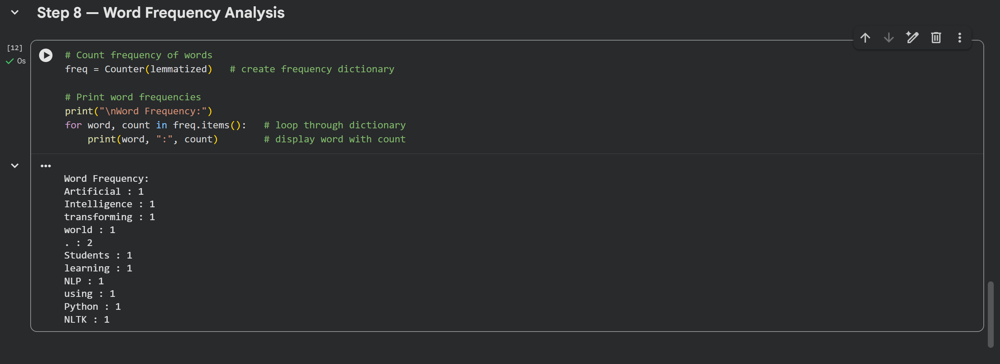 Step 8 — Word Frequency Analysis
[12]
0s
# Count frequency of words
freq = Counter(lemmatized)   # create frequency dictionary
# Print word frequencies
print("\nWord Frequency:")
for word, count in freq.items():   # loop through dictionary
    print(word, ":", count)        # display word with count
Word Frequency:
Artificial : 1
Intelligence : 1
transforming : 1
world : 1
. : 2
Students : 1
learning : 1
NLP : 1
using : 1
Python : 1
NLTK : 1